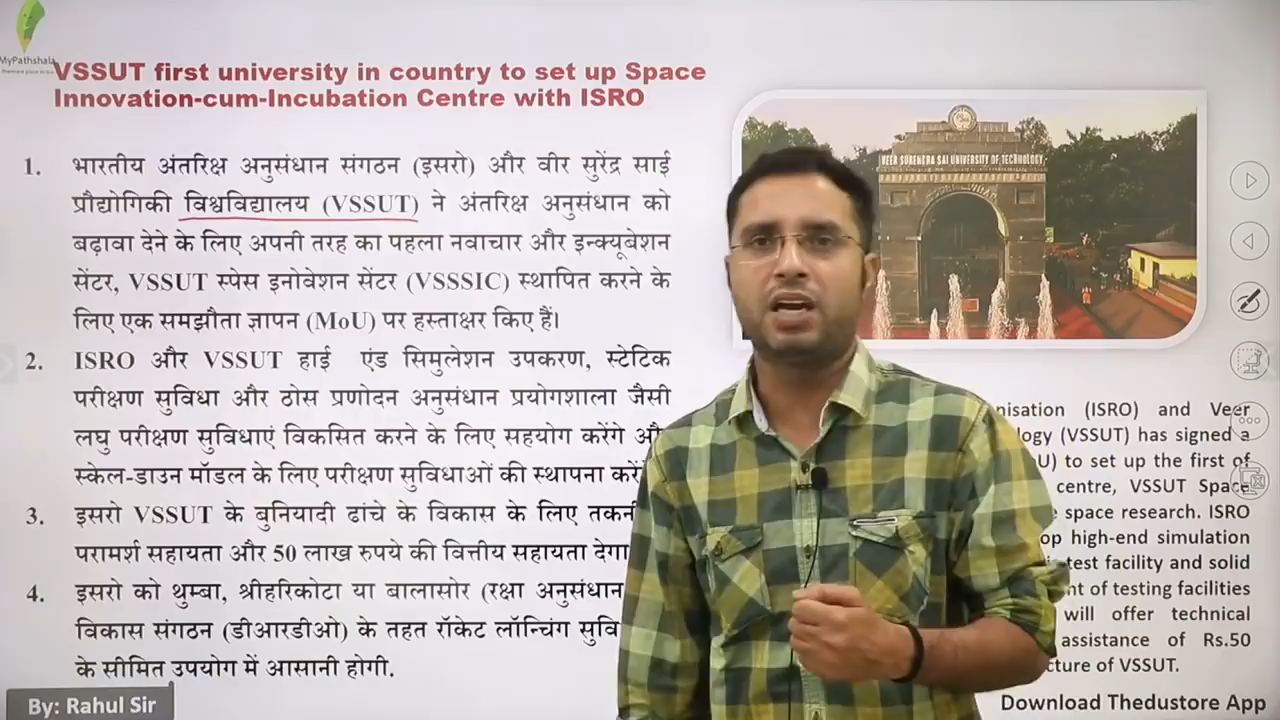 MyPathshala
VSSUT first university in country to set up Space
Innovation-cum-Incubation Centre with ISRO
1. भारतीय अंतरिक्ष अनुसंधान संगठन (इसरो) और वीर सुरेंद्र साई
प्रौद्योगिकी विश्वविद्यालय (VSSUT) ने अंतरिक्ष अनुसंधान को
बढ़ावा देने के लिए अपनी तरह का पहला नवाचार और इन्क्यूबेशन
सेंटर, VSSUT स्पेस इनोवेशन सेंटर (VSSSIC) स्थापित करने के
लिए एक समझौता ज्ञापन (MoU) पर हस्ताक्षर किए हैं।
2. ISRO और VSSUT हाई एंड सिमुलेशन उपकरण, स्टेटिक
परीक्षण सुविधा और ठोस प्रणोदन अनुसंधान प्रयोगशाला जैसी
लघु परीक्षण सुविधाएं विकसित करने के लिए सहयोग करेंगे
स्केल-डाउन मॉडल के लिए परीक्षण सुविधाओं की स्थापना
3. इसरो VSSUT के बुनियादी ढांचे के विकास के लिए
परामर्श सहायता और 50 लाख रुपये की वित्तीय सहायता देगा
4. इसरो को थुम्बा, श्रीहरिकोटा या बालासोर (रक्षा अनुसंधान
विकास संगठन (डीआरडीओ) के तहत रॉकेट लॉन्चिंग
के सीमित उपयोग में आसानी होगी.
VEER SURENDRA SAI UNIVERSITY OF TECHNOLOGY
(ISRO) and Veer
(VSSUT) has signed a
to set up the first of
centre, VSSUT Space
space research. ISRO
high-end simulation
test facility and solid
of testing facilities
will offer technical
assistance of Rs.50
of VSSUT.
By: Rahul Sir
Download Thedustore App